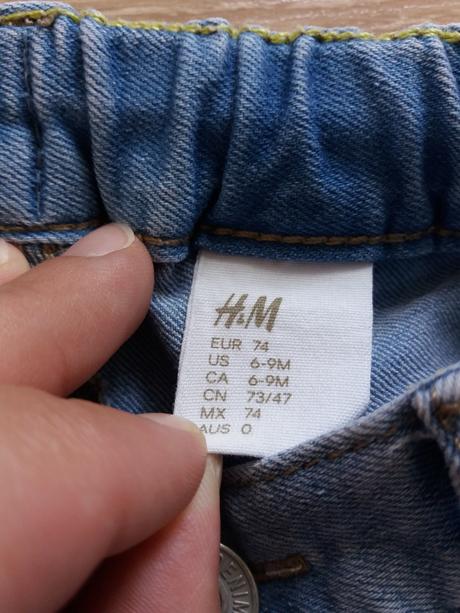 H&M
EUR 74
US 6-9M
CA 6-9M
CN 73/47
MX 74
AUS 0